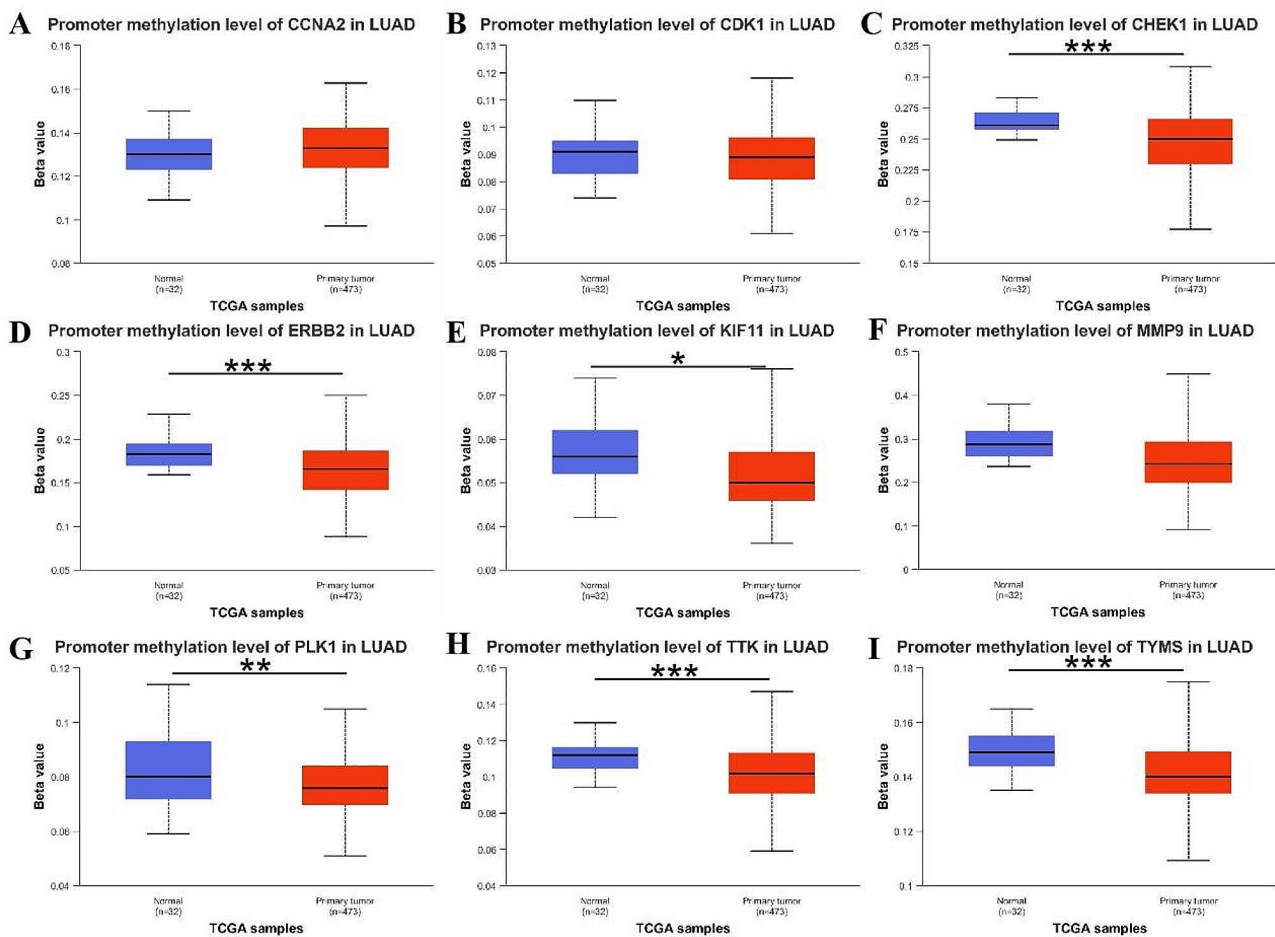 A Promoter methylation level of CCNA2 in LUAD
0.18
0.16
0.14
0.12
0.1
0.08
Beta value
Normal
(n=32)
Primary tumor
(n=473)
TCGA samples
B Promoter methylation level of CDK1 in LUAD
0.13
0.12
0.11
0.1
0.09
0.08
0.07
0.06
0.05
Beta value
Normal
(n=32)
Primary tumor
(n=473)
TCGA samples
C Promoter methylation level of CHEK1 in LUAD
***
0.325
0.3
0.275
0.25
0.225
0.2
0.175
0.15
Beta value
Normal
(n=32)
Primary tumor
(n=473)
TCGA samples
D Promoter methylation level of ERBB2 in LUAD
***
0.3
0.25
0.2
0.15
0.1
0.05
Beta value
Normal
(n=32)
Primary tumor
(n=473)
TCGA samples
E Promoter methylation level of KIF11 in LUAD
*
0.08
0.07
0.06
0.05
0.04
0.03
Beta value
Normal
(n=32)
Primary tumor
(n=473)
TCGA samples
F Promoter methylation level of MMP9 in LUAD
0.5
0.4
0.3
0.2
0.1
0
Beta value
Normal
(n=32)
Primary tumor
(n=473)
TCGA samples
G Promoter methylation level of PLK1 in LUAD
**
0.12
0.1
0.08
0.06
0.04
Beta value
Normal
(n=32)
Primary tumor
(n=473)
TCGA samples
H Promoter methylation level of TTK in LUAD
***
0.16
0.14
0.12
0.1
0.08
0.06
0.04
Beta value
Normal
(n=32)
Primary tumor
(n=473)
TCGA samples
I Promoter methylation level of TYMS in LUAD
***
0.18
0.16
0.14
0.12
0.1
Beta value
Normal
(n=32)
Primary tumor
(n=473)
TCGA samples